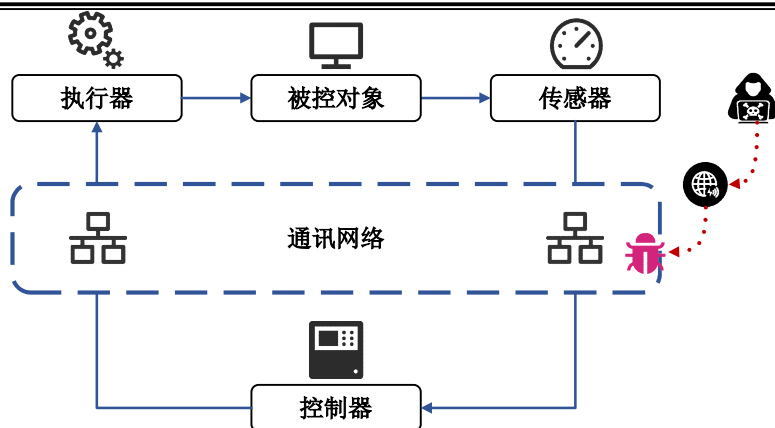 执行器
被控对象
传感器
通讯网络
控制器